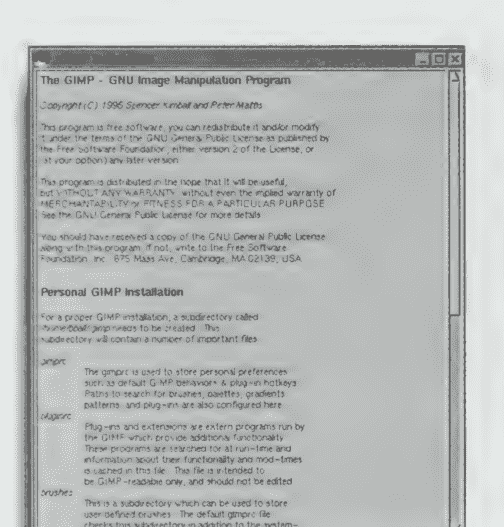 The GIMP - GNU Image Manipulation Program
Copyright (C) 1995 Spencer Kimball and Peter Mattis
This program is free software, you can redistribute it and/or modify
it under the terms of the GNU General Public License as published by
the Free Software Foundation, either version 2 of the License, or
(at your option) any later version
This program is distributed in the hope that it will be useful,
but WITHOUT ANY WARRANTY, without even the implied warranty of
MERCHANTABILITY or FITNESS FOR A PARTICULAR PURPOSE
See the GNU General Public License for more details
You should have received a copy of the GNU General Public License
along with this program, if not, write to the Free Software
Foundation, Inc. 675 Mass Ave, Cambridge, MA 02139, USA
Personal GIMP Installation
For a proper GIMP installation, a subdirectory called
needs to be created This
subdirectory will contain a number of important files
gimprc
The gimprc is used to store personal preferences
such as default GIMP behaviors & plug-in hotkeys
Paths to search for brushes, palettes, gradients
patterns, and plug-ins are also configured here
pluginrc
Plug-ins and extensions are extern programs run by
the GIMP which provide additional functionality
These programs are searched for at run-time and
information about their functionality and mod-times
is cached in this file This file is intended to
be GIMP-readable only, and should not be edited
brushes
This is a subdirectory which can be used to store
user defined brushes The default gimprc file
checks this subdirectory in addition to the system-